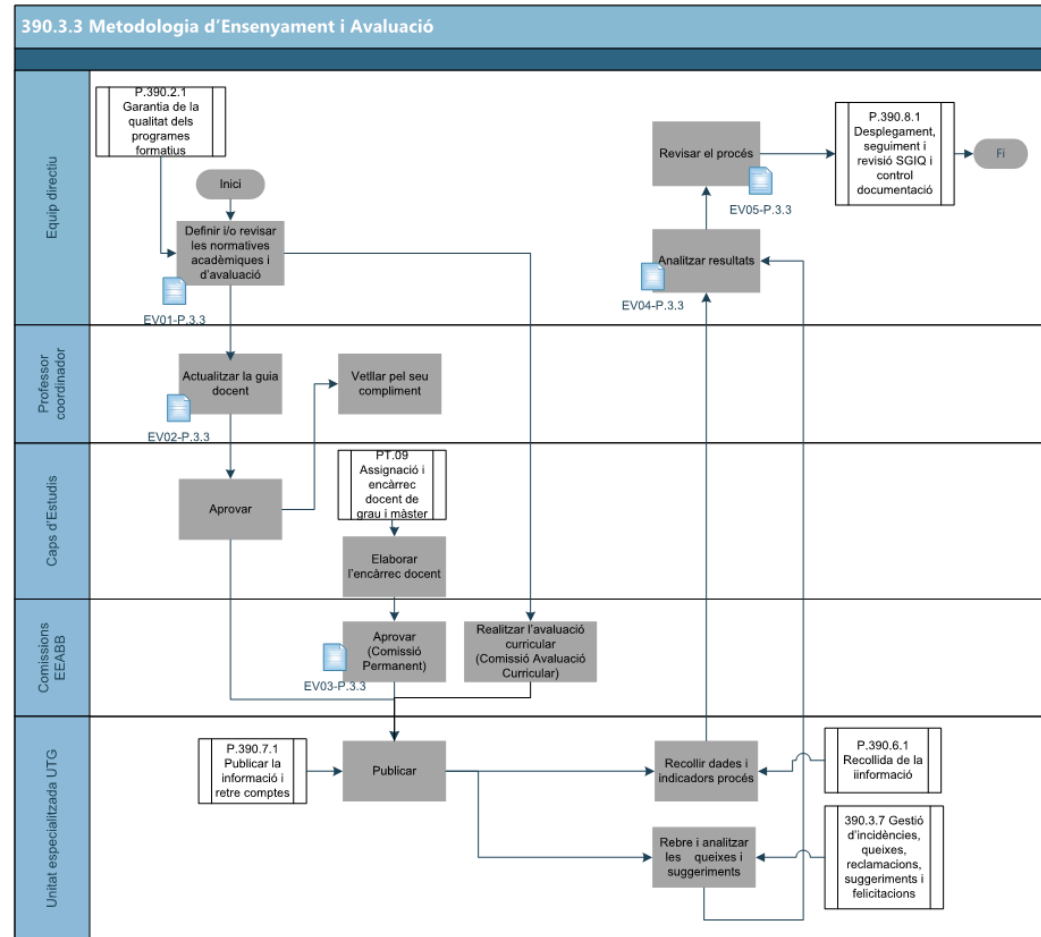 390.3.3 Metodologia d'Ensenyament i Avaluació
Equip directiu
P.390.2.1
Garantia de la
qualitat dels
programes
formatius
Inici
Definir i/o revisar
les normatives
acadèmiques i
d'avaluació
EV01-P.3.3
Revisar el procés
EV05-P.3.3
P.390.8.1
Desplegament,
seguiment i
revisió SGIQ i
control
documentació
Fi
Analitzar resultats
EV04-P.3.3
Professor
coordinador
Actualitzar la guia
docent
EV02-P.3.3
Vetllar pel seu
compliment
Caps d'Estudis
Aprovar
PT.09
Assignació i
encàrrec
docent de
grau i màster
Elaborar
l'encàrrec docent
Comissions
EEABB
Aprovar
(Comissió
Permanent)
EV03-P.3.3
Realitzar l'avaluació
curricular
(Comissió Avaluació
Curricular)
Unitat especialitzada UTG
P.390.7.1
Publicar la
informació i
retre comptes
Publicar
Recollir dades i
indicadors procés
P.390.6.1
Recollida de la
iinformació
Rebre i analitzar
les queixes i
suggeriments
390.3.7 Gestió
d'incidències,
queixes,
reclamacions,
suggeriments i
felicitacions